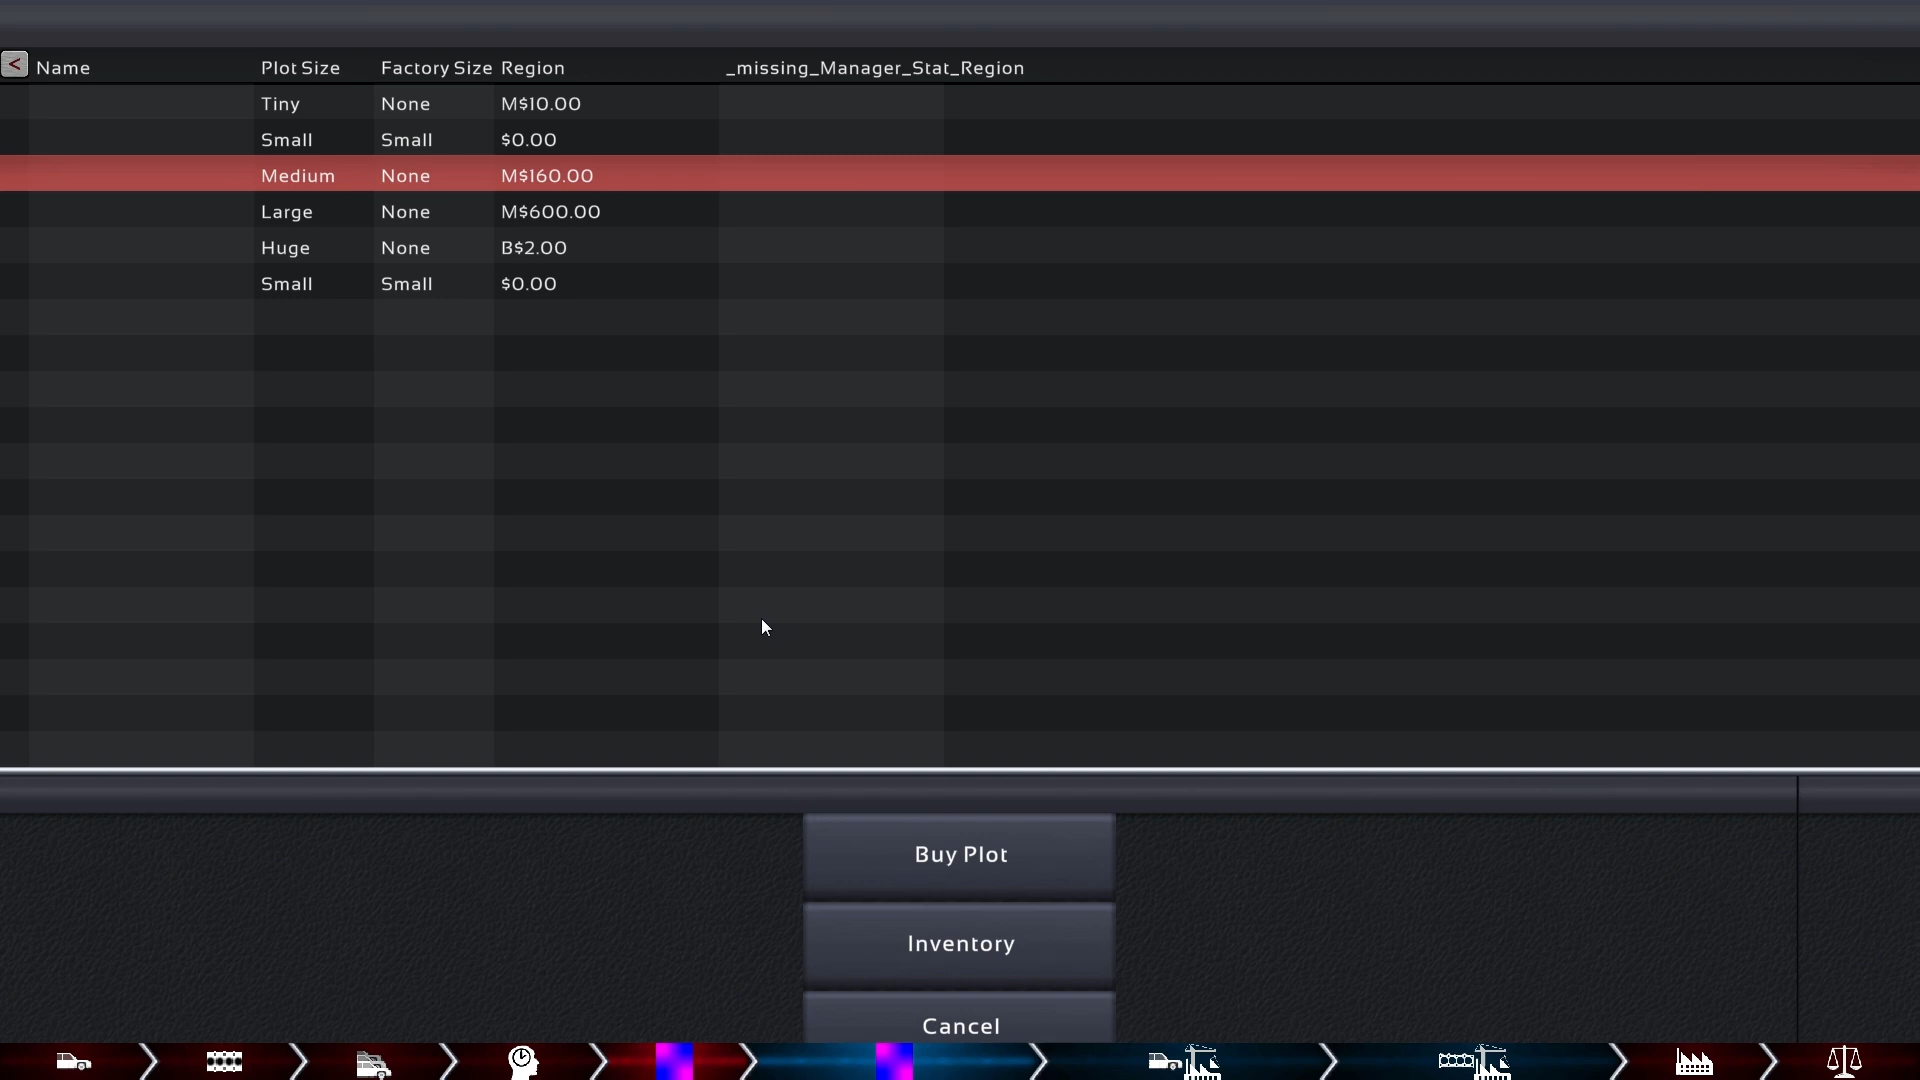 < Name Plot Size Factory Size Region _missing_Manager_Stat_Region
Tiny None M$10.00
Small Small $0.00
Medium None M$160.00
Large None M$600.00
Huge None B$2.00
Small Small $0.00
Buy Plot
Inventory
Cancel